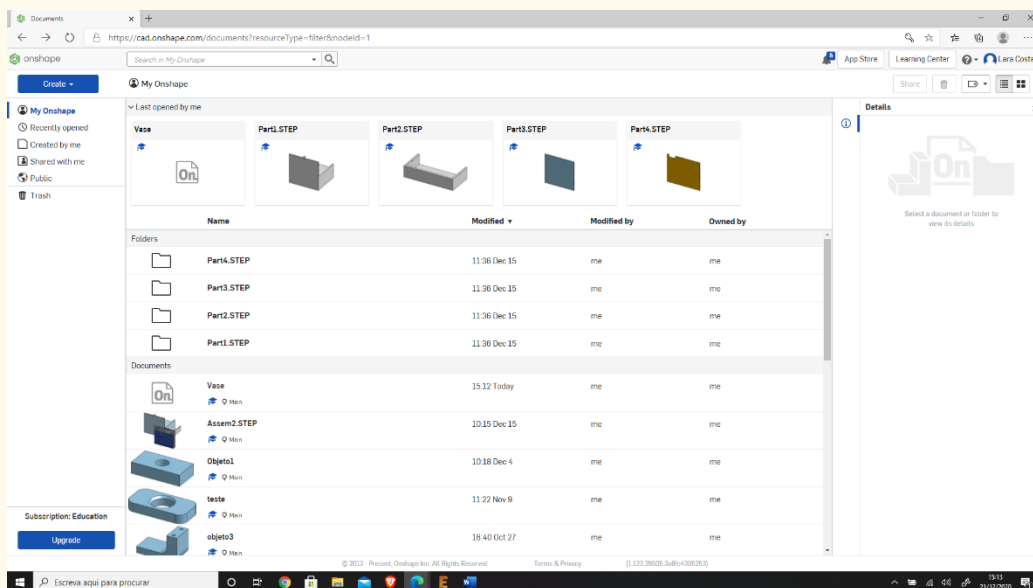 Documents
https://cad.onshape.com/documents?resourceType=filter&nodeId=1
onshape
Search in My Onshape
5
App Store
Learning Center
Lara Costa
Create
My Onshape
Share
My Onshape
Recently opened
Created by me
Shared with me
Public
Trash
Last opened by me
Details
Vase
Part1.STEP
Part2.STEP
Part3.STEP
Part4.STEP
On
On
Select a document or folder to
view its details
Name Modified Modified by Owned by
Folders
Part4.STEP 11:36 Dec 15 me me
Part3.STEP 11:36 Dec 15 me me
Part2.STEP 11:36 Dec 15 me me
Part1.STEP 11:36 Dec 15 me me
Documents
On
Vase 15:12 Today me me
Main
Assem2.STEP 10:15 Dec 15 me me
Main
Objeto1 10:18 Dec 4 me me
Main
teste 11:22 Nov 9 me me
Main
objeto3 16:40 Oct 27 me me
Main
Subscription: Education
Upgrade
© 2013 - Present, Onshape Inc. All Rights Reserved
Terms & Privacy
Escreva aqui para procurar
15:13
21/12/2020